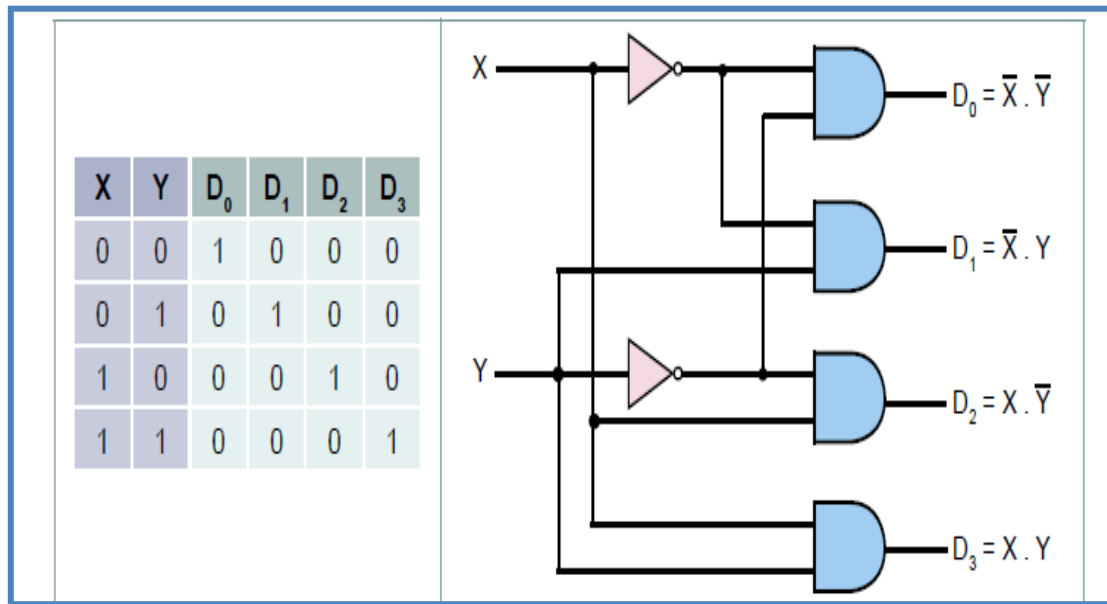 X Y D₀ D₁ D₂ D₃
0 0 1 0 0 0
0 1 0 1 0 0
1 0 0 0 1 0
1 1 0 0 0 1
X
D₀ = X̅ . Y̅
D₁ = X̅ . Y
Y
D₂ = X . Y̅
D₃ = X . Y